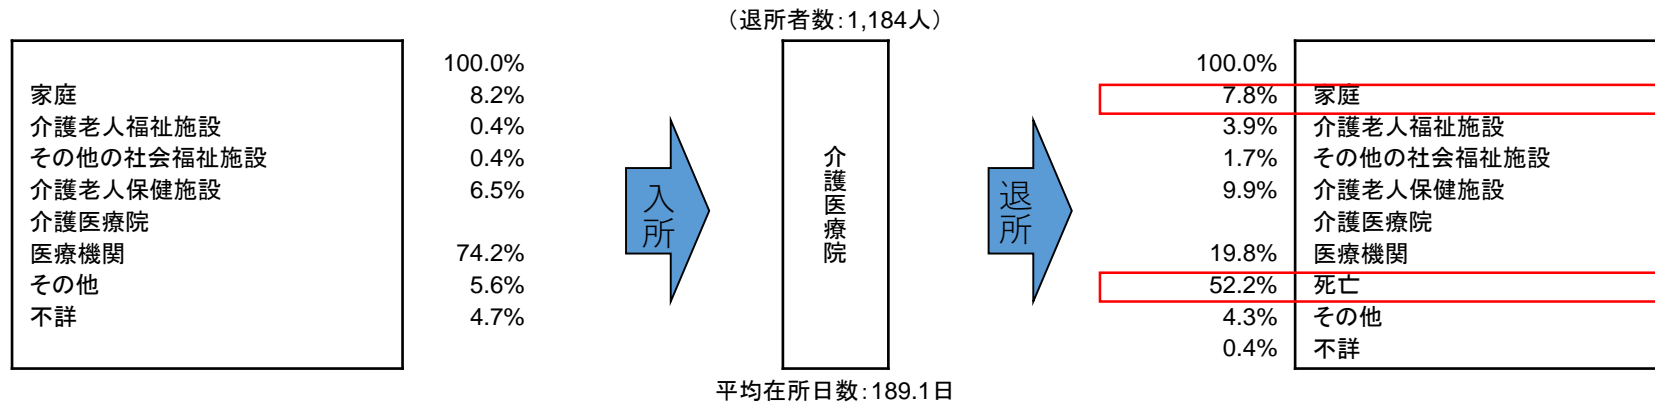 （退所者数：1,184人）
100.0%
家庭 8.2%
介護老人福祉施設 0.4%
その他の社会福祉施設 0.4%
介護老人保健施設 6.5%
介護医療院
医療機関 74.2%
その他 5.6%
不詳 4.7%
入所
介護医療院
退所
100.0%
7.8% 家庭
3.9% 介護老人福祉施設
1.7% その他の社会福祉施設
9.9% 介護老人保健施設
介護医療院
19.8% 医療機関
52.2% 死亡
4.3% その他
0.4% 不詳
平均在所日数：189.1日